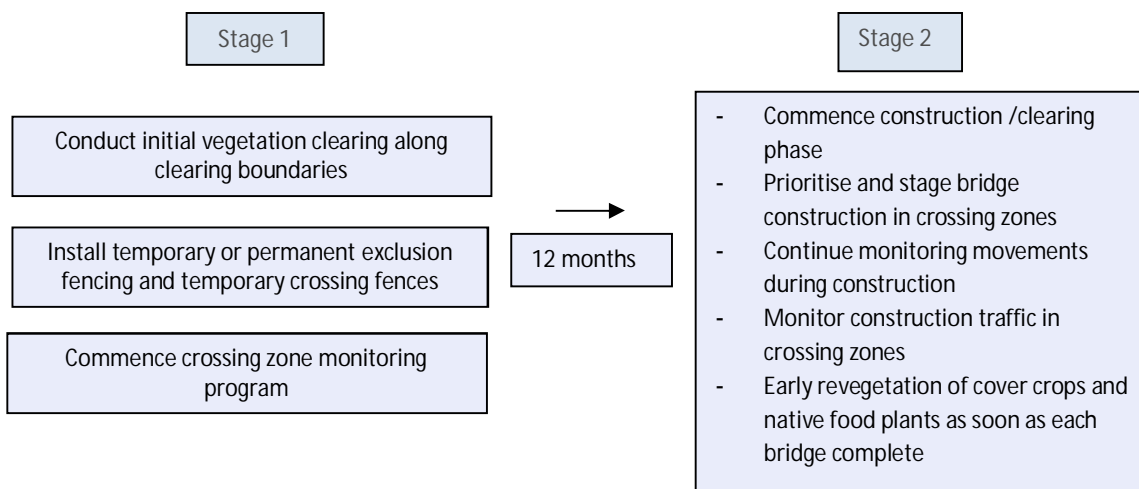 Stage 1
Conduct initial vegetation clearing along
clearing boundaries
Install temporary or permanent exclusion
fencing and temporary crossing fences
Commence crossing zone monitoring
program
12 months
Stage 2
- Commence construction /clearing
phase
- Prioritise and stage bridge
construction in crossing zones
- Continue monitoring movements
during construction
- Monitor construction traffic in
crossing zones
- Early revegetation of cover crops and
native food plants as soon as each
bridge complete